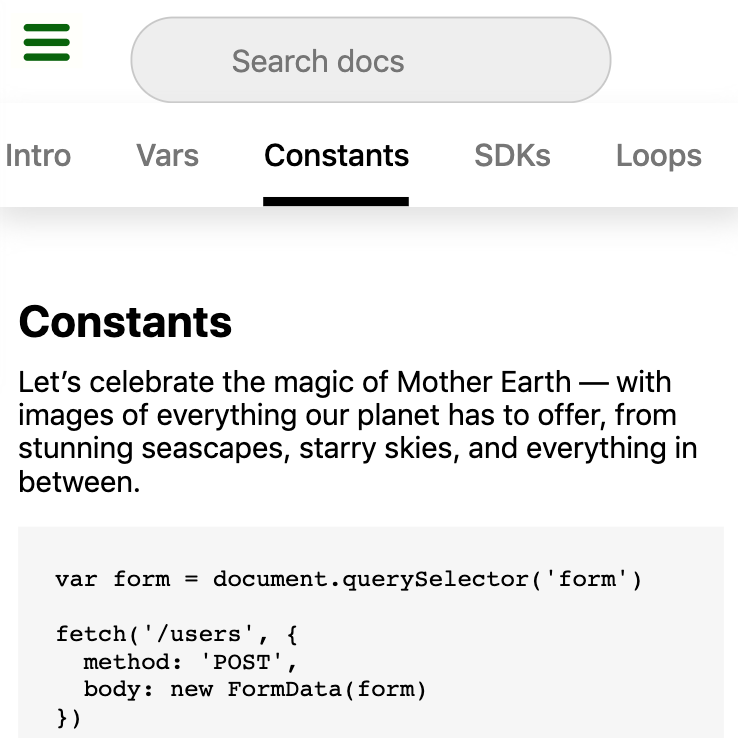 Search docs
Intro Vars Constants SDKs Loops
Constants
Let’s celebrate the magic of Mother Earth — with
images of everything our planet has to offer, from
stunning seascapes, starry skies, and everything in
between.
var form = document.querySelector('form')
fetch('/users', {
  method: 'POST',
  body: new FormData(form)
})